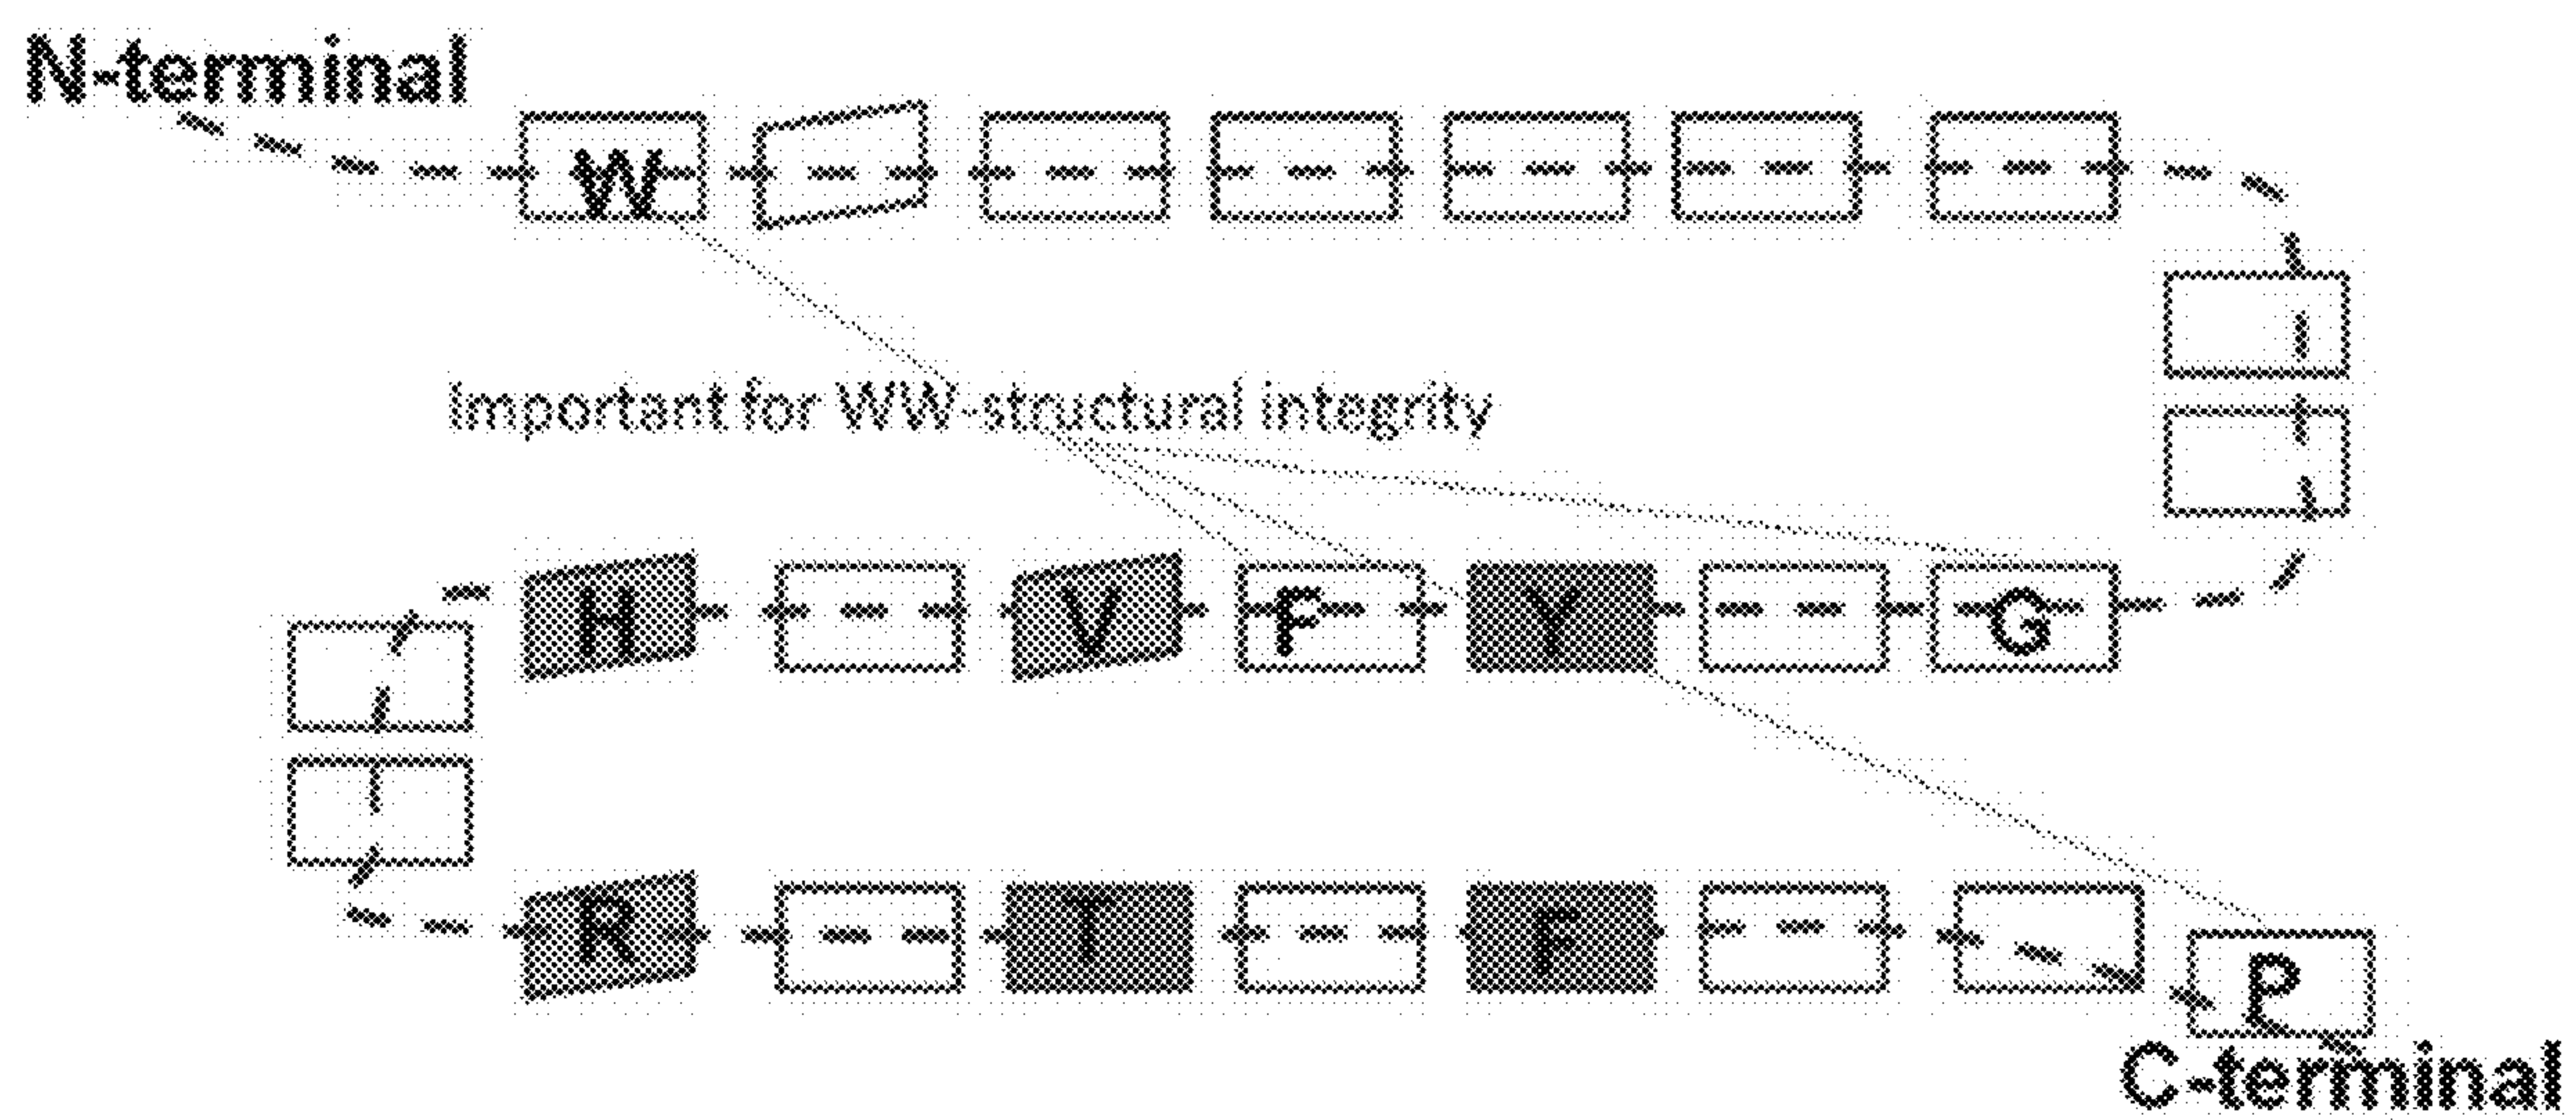 N-terminal
W
Important for WW-structural integrity
H V F Y G
R T F
P
C-terminal